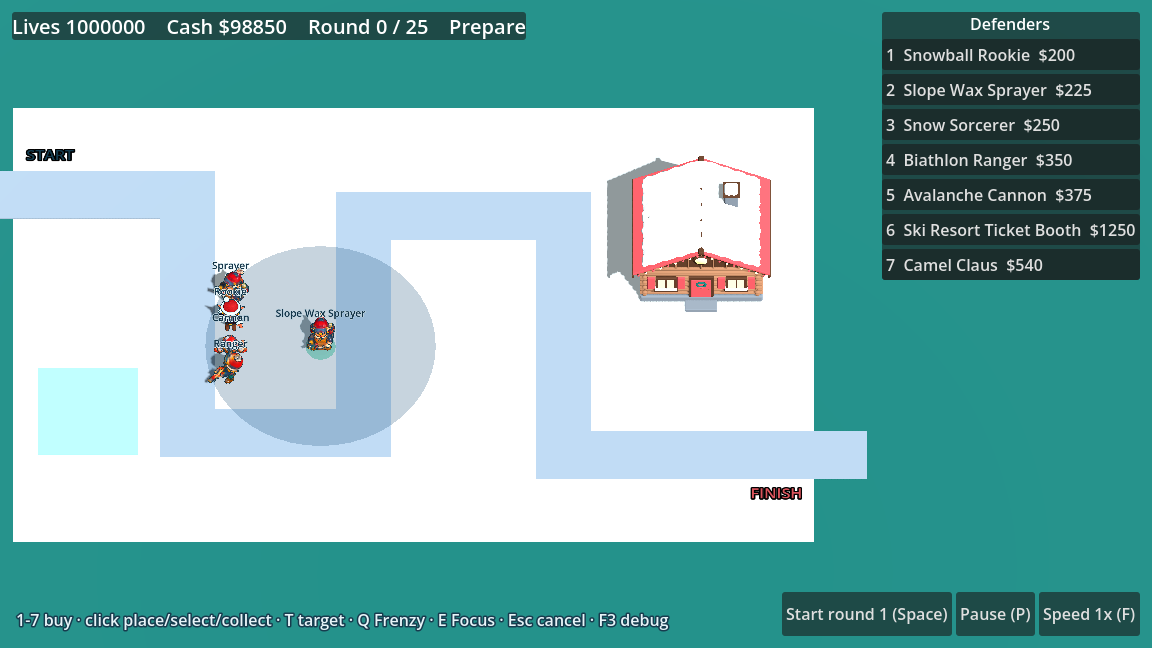 Lives 1000000 Cash $98850 Round 0 / 25 Prepare
Defenders
1 Snowball Rookie $200
2 Slope Wax Sprayer $225
3 Snow Sorcerer $250
4 Biathlon Ranger $350
5 Avalanche Cannon $375
6 Ski Resort Ticket Booth $1250
7 Camel Claus $540
START
Sprayer
Rookie
Cannon
Ranger
Slope Wax Sprayer
FINISH
1-7 buy · click place/select/collect · T target · Q Frenzy · E Focus · Esc cancel · F3 debug
Start round 1 (Space)
Pause (P)
Speed 1x (F)